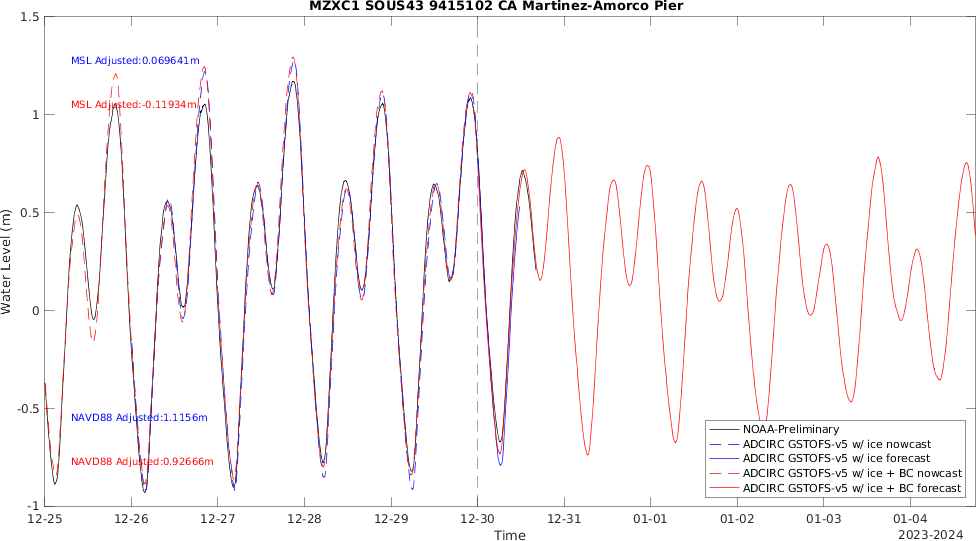 MZXC1 SOUS43 9415102 CA Martinez-Amorco Pier
1.5
1
0.5
0
-0.5
-1
Water Level (m)
MSL Adjusted:0.069641m
MSL Adjusted:-0.11934m
NAVD88 Adjusted:1.1156m
NAVD88 Adjusted:0.92666m
NOAA-Preliminary
ADCIRC GSTOFS-v5 w/ ice nowcast
ADCIRC GSTOFS-v5 w/ ice forecast
ADCIRC GSTOFS-v5 w/ ice + BC nowcast
ADCIRC GSTOFS-v5 w/ ice + BC forecast
12-25 12-26 12-27 12-28 12-29 12-30 12-31 01-01 01-02 01-03 01-04
Time
2023-2024